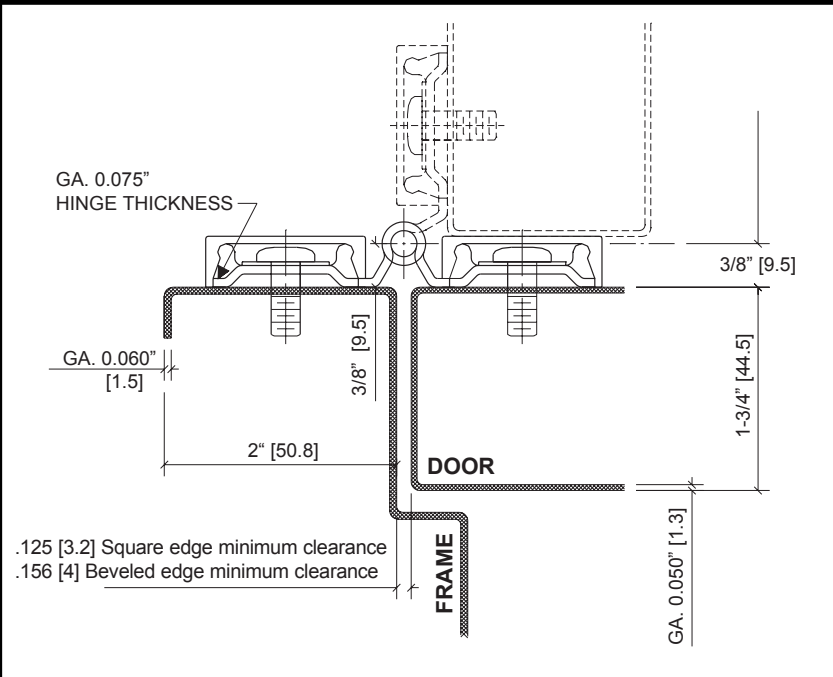 GA. 0.075”
HINGE THICKNESS
3/8” [9.5]
3/8” [9.5]
GA. 0.060”
[1.5]
1-3/4” [44.5]
2“ [50.8]
DOOR
.125 [3.2] Square edge minimum clearance
.156 [4] Beveled edge minimum clearance
FRAME
GA. 0.050” [1.3]